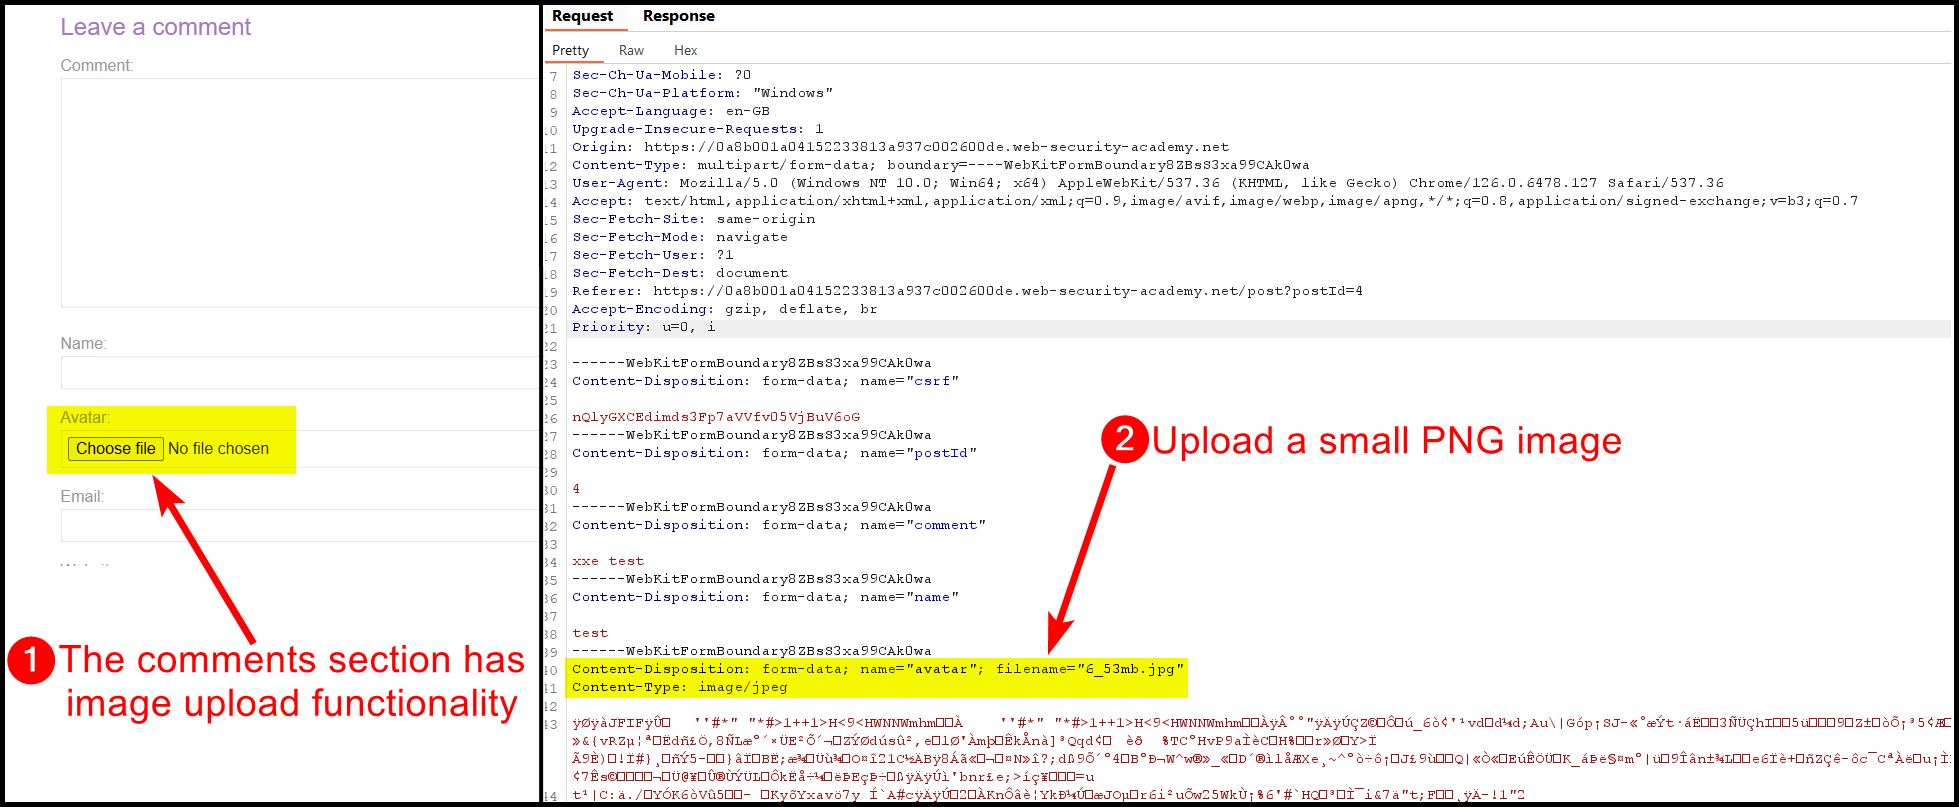 Leave a comment
Comment:
Name:
Avatar:
Choose file No file chosen
Email:
1 The comments section has
image upload functionality
Request Response
Pretty Raw Hex
7 Sec-Ch-Ua-Mobile: ?0
8 Sec-Ch-Ua-Platform: "Windows"
9 Accept-Language: en-GB
10 Upgrade-Insecure-Requests: 1
11 Origin: https://0a8b001a04152233813a937c002600de.web-security-academy.net
12 Content-Type: multipart/form-data; boundary=----WebKitFormBoundary8ZBsS3xa99CAk0wa
13 User-Agent: Mozilla/5.0 (Windows NT 10.0; Win64; x64) AppleWebKit/537.36 (KHTML, like Gecko) Chrome/126.0.6478.127 Safari/537.36
14 Accept: text/html,application/xhtml+xml,application/xml;q=0.9,image/avif,image/webp,image/apng,*/*;q=0.8,application/signed-exchange;v=b3;q=0.7
15 Sec-Fetch-Site: same-origin
16 Sec-Fetch-Mode: navigate
17 Sec-Fetch-User: ?1
18 Sec-Fetch-Dest: document
19 Referer: https://0a8b001a04152233813a937c002600de.web-security-academy.net/post?postId=4
20 Accept-Encoding: gzip, deflate, br
21 Priority: u=0, i
22
23 ------WebKitFormBoundary8ZBsS3xa99CAk0wa
24 Content-Disposition: form-data; name="csrf"
25
26 nQlyGXCEdimds3Fp7aVVfv05VjBuV6oG
27 ------WebKitFormBoundary8ZBsS3xa99CAk0wa
28 Content-Disposition: form-data; name="postId"
29
30 4
31 ------WebKitFormBoundary8ZBsS3xa99CAk0wa
32 Content-Disposition: form-data; name="comment"
33
34 xxe test
35 ------WebKitFormBoundary8ZBsS3xa99CAk0wa
36 Content-Disposition: form-data; name="name"
37
38 test
39 ------WebKitFormBoundary8ZBsS3xa99CAk0wa
40 Content-Disposition: form-data; name="avatar"; filename="6_53mb.jpg"
41 Content-Type: image/jpeg
42
43
44
2 Upload a small PNG image